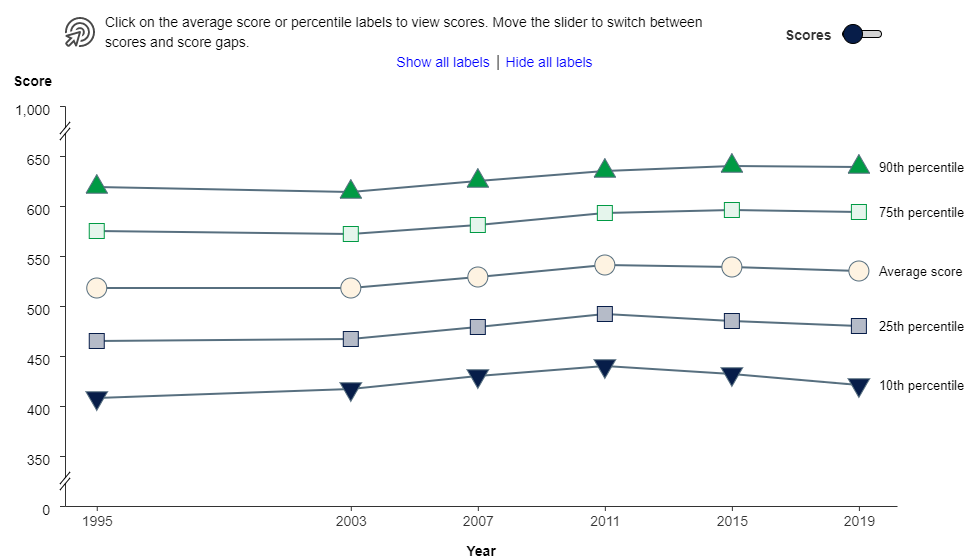 Click on the average score or percentile labels to view scores. Move the slider to switch between
scores and score gaps.
Scores
Show all labels | Hide all labels
Score
1,000
650
600
550
500
450
400
350
0
90th percentile
75th percentile
Average score
25th percentile
10th percentile
1995 2003 2007 2011 2015 2019
Year